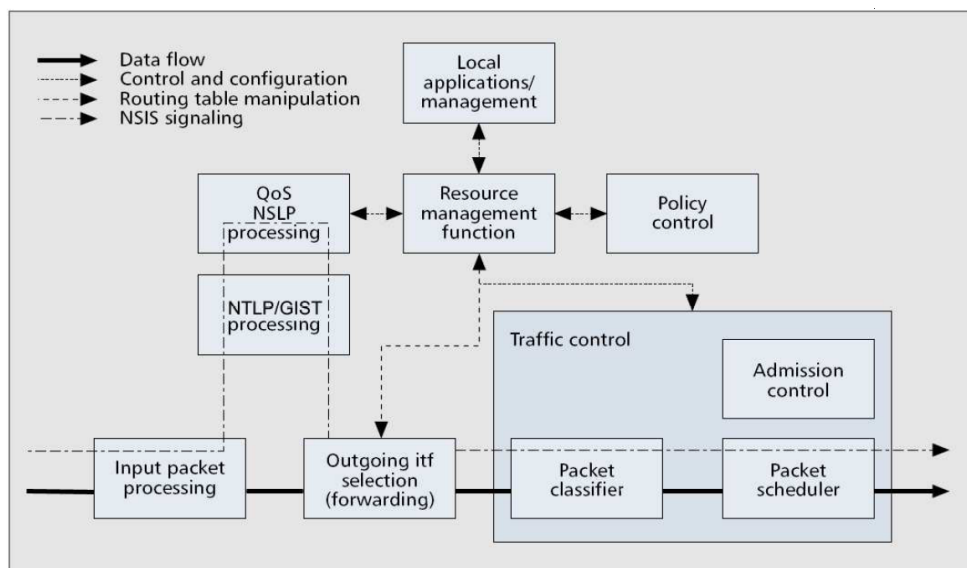 Data flow
Control and configuration
Routing table manipulation
NSIS signaling
Local
applications/
management
QoS
NSLP
processing
Resource
management
function
Policy
control
NTLP/GIST
processing
Traffic control
Admission
control
Input packet
processing
Outgoing itf
selection
(forwarding)
Packet
classifier
Packet
scheduler